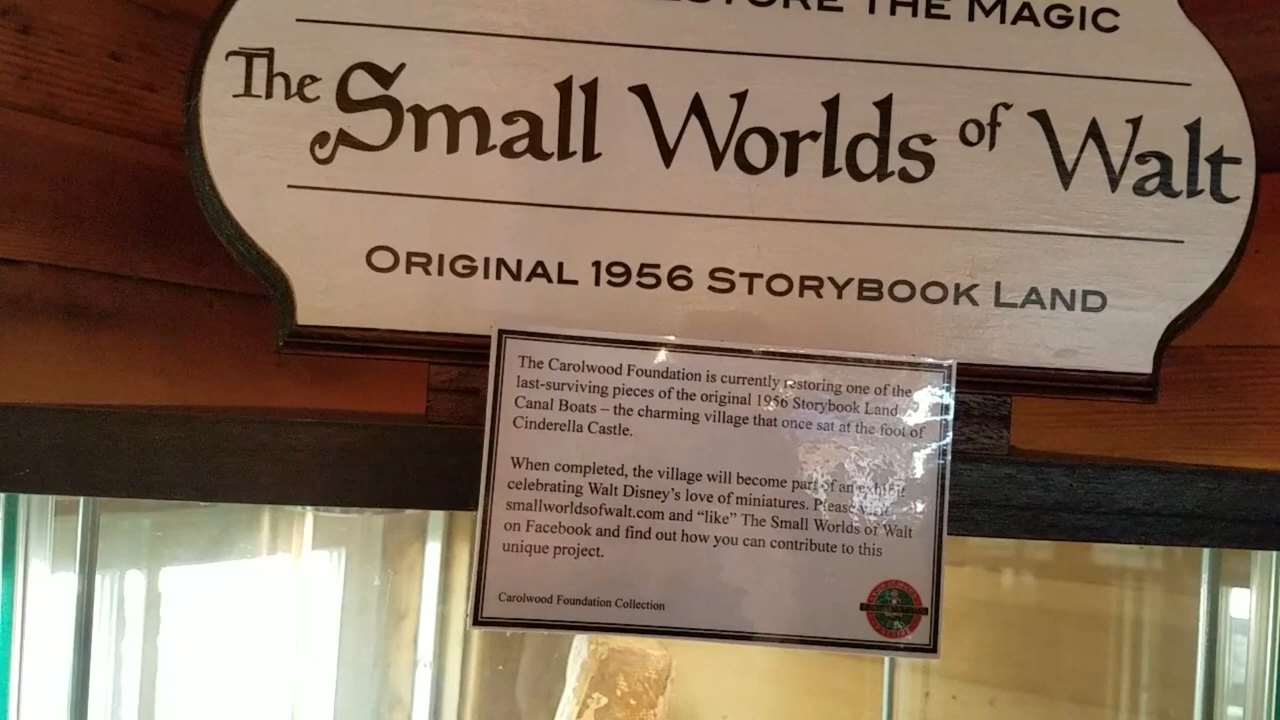 THE MAGIC
The Small Worlds of Walt
ORIGINAL 1956 STORYBOOK LAND
The Carolwood Foundation is currently restoring one of the
last-surviving pieces of the original 1956 Storybook Land
Canal Boats – the charming village that once sat at the foot of
Cinderella Castle.
When completed, the village will become part of an exhibit
celebrating Walt Disney's love of miniatures. Please visit
smallworldsofwalt.com and “like” The Small Worlds of Walt
on Facebook and find out how you can contribute to this
unique project.
Carolwood Foundation Collection